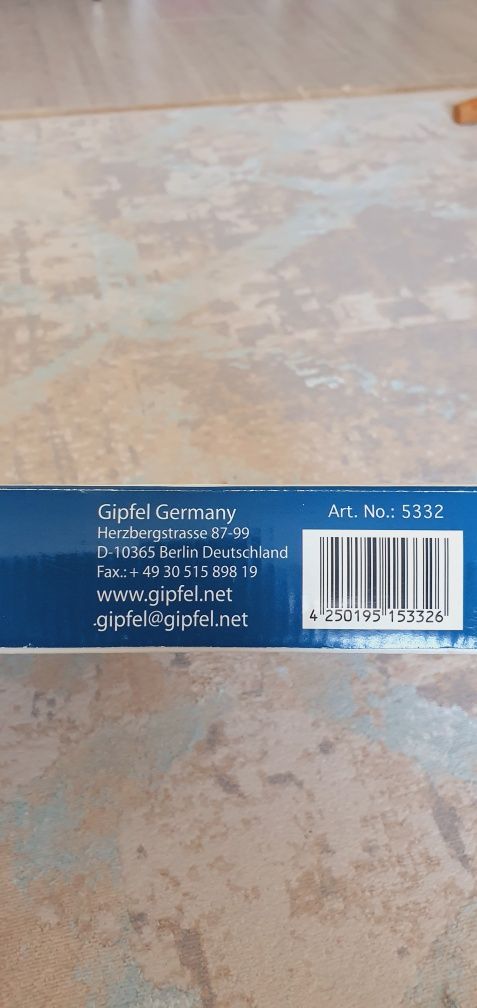 Gipfel Germany
Herzbergstrasse 87-99
D-10365 Berlin Deutschland
Fax.: + 49 30 515 898 19
www.gipfel.net
.gipfel@gipfel.net
Art. No.: 5332
4 250195 153326